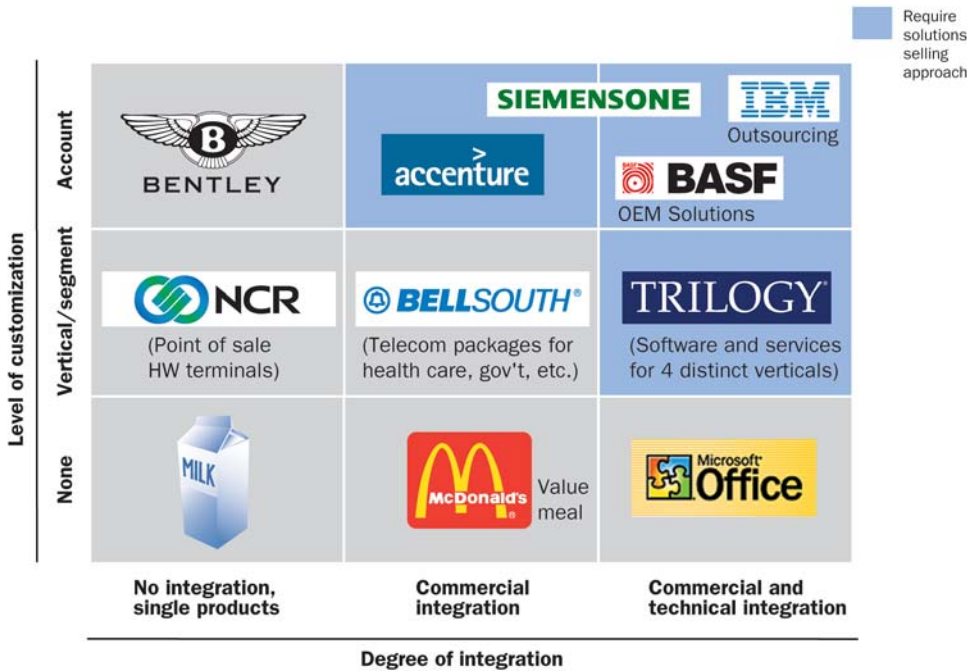 Require
solutions
selling
approach
Level of customization
Account
Vertical/segment
None
B
BENTLEY
SIEMENSONE
>
accenture
IBM
Outsourcing
BASF
BASF
OEM Solutions
NCR
(Point of sale
HW terminals)
BELLSOUTH®
(Telecom packages for
health care, gov't, etc.)
TRILOGY®
(Software and services
for 4 distinct verticals)
MILK
McDonald's
®
Value
meal
Microsoft®
Office
No integration,
single products
Commercial
integration
Commercial and
technical integration
Degree of integration